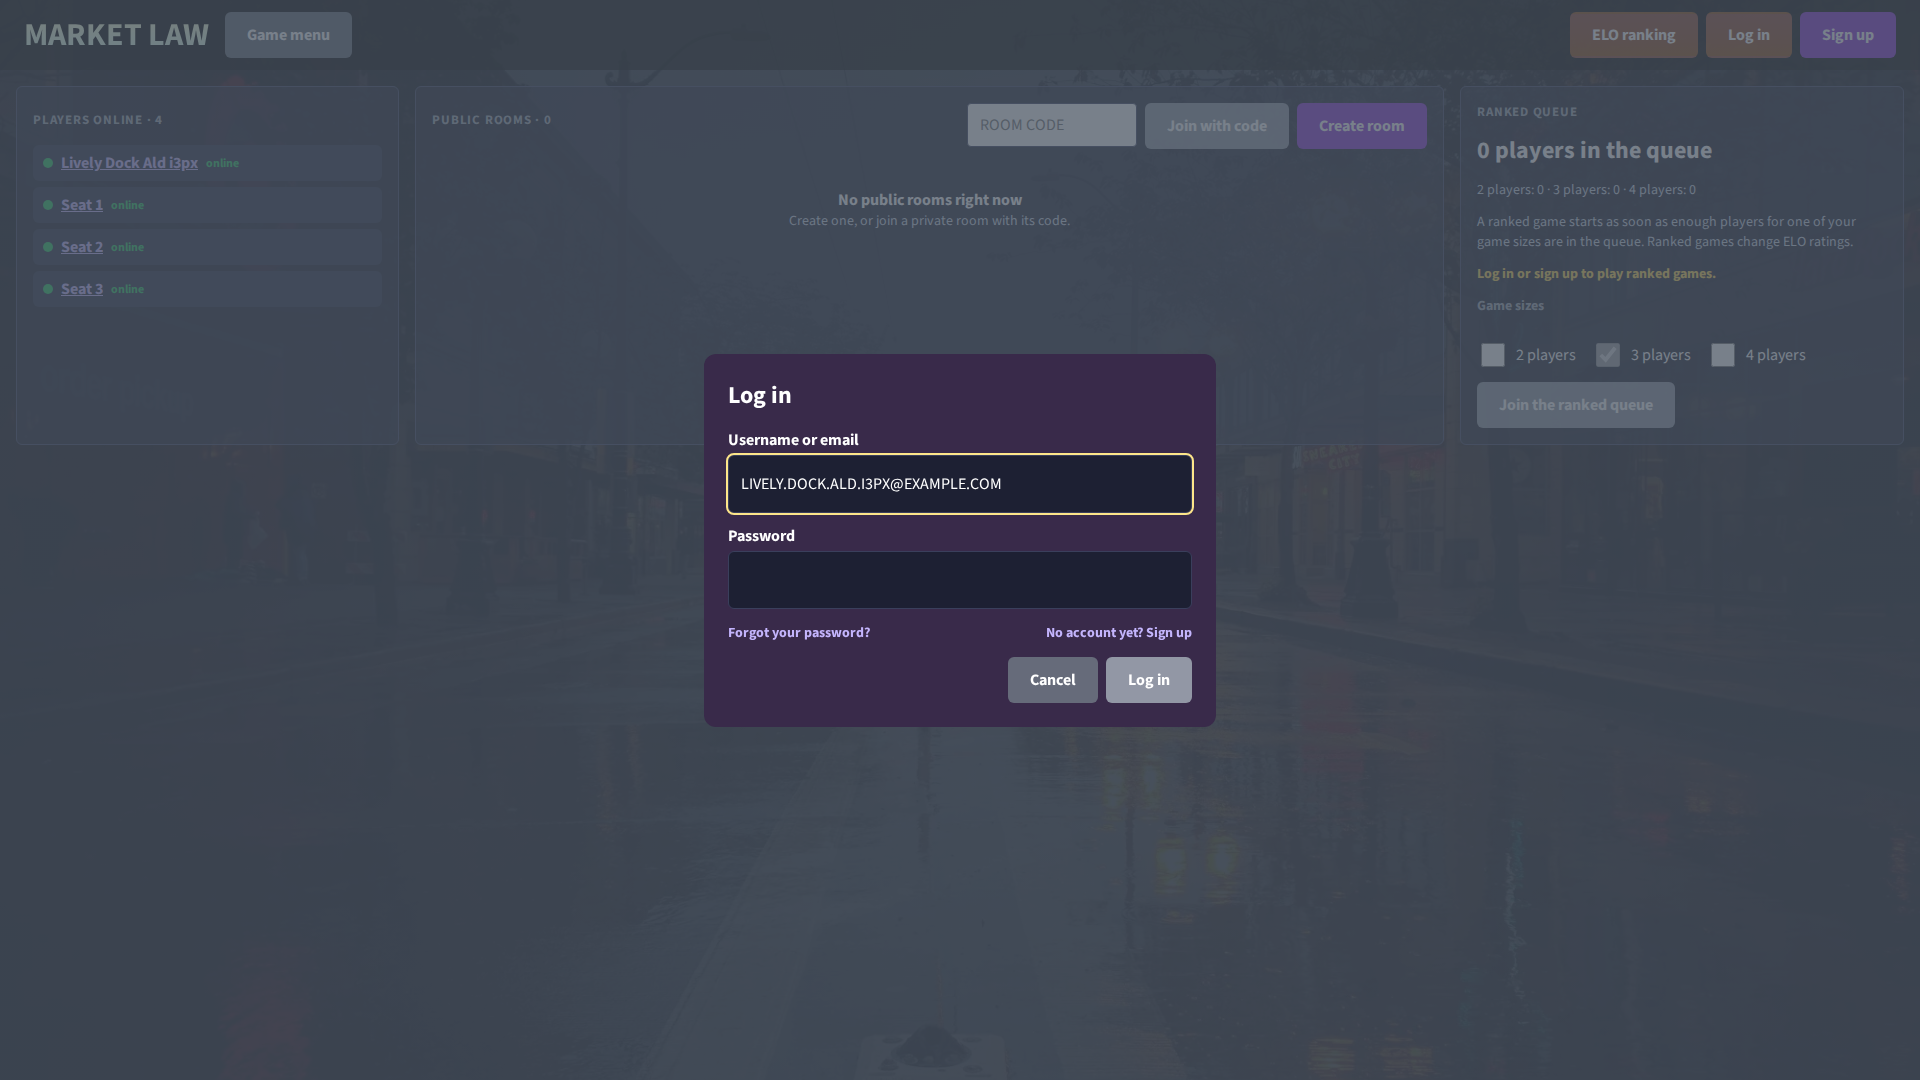 MARKET LAW
Game menu
ELO ranking
Log in
Sign up
PLAYERS ONLINE · 4
Lively Dock Ald i3px online
Seat 1 online
Seat 2 online
Seat 3 online
PUBLIC ROOMS · 0
ROOM CODE
Join with code
Create room
No public rooms right now
Create one, or join a private room with its code.
RANKED QUEUE
0 players in the queue
2 players: 0 · 3 players: 0 · 4 players: 0
A ranked game starts as soon as enough players for one of your
game sizes are in the queue. Ranked games change ELO ratings.
Log in or sign up to play ranked games.
Game sizes
2 players
3 players
4 players
Join the ranked queue
Log in
Username or email
LIVELY.DOCK.ALD.I3PX@EXAMPLE.COM
Password
Forgot your password?
No account yet? Sign up
Cancel
Log in